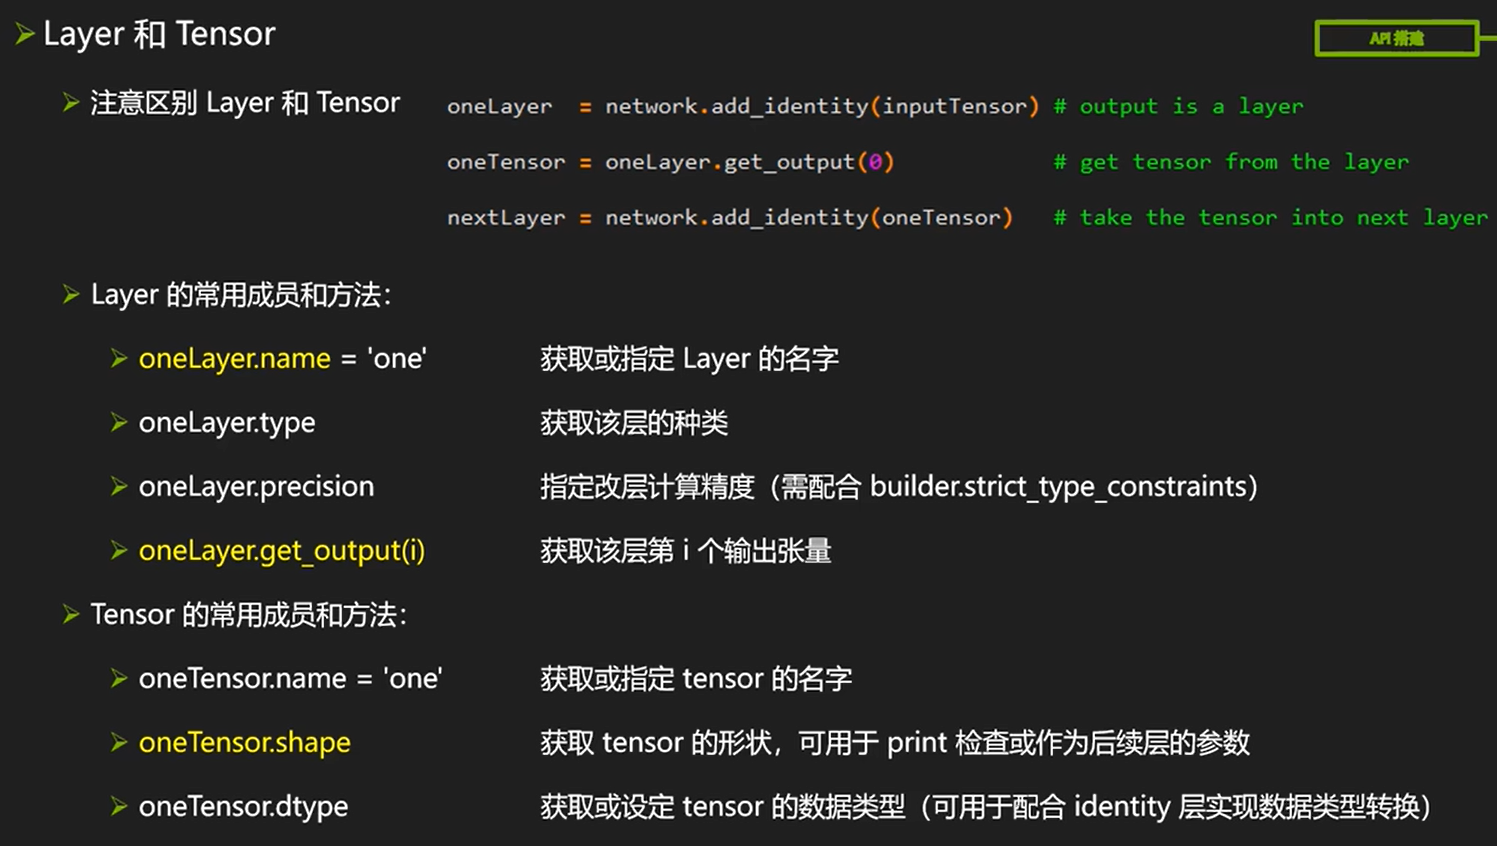 Layer 和 Tensor
API 搭建
注意区别 Layer 和 Tensor
oneLayer  = network.add_identity(inputTensor) # output is a layer
oneTensor = oneLayer.get_output(0)            # get tensor from the layer
nextLayer = network.add_identity(oneTensor)   # take the tensor into next layer
Layer 的常用成员和方法：
oneLayer.name = 'one' 获取或指定 Layer 的名字
oneLayer.type 获取该层的种类
oneLayer.precision 指定改层计算精度（需配合 builder.strict_type_constraints）
oneLayer.get_output(i) 获取该层第 i 个输出张量
Tensor 的常用成员和方法：
oneTensor.name = 'one' 获取或指定 tensor 的名字
oneTensor.shape 获取 tensor 的形状，可用于 print 检查或作为后续层的参数
oneTensor.dtype 获取或设定 tensor 的数据类型（可用于配合 identity 层实现数据类型转换）